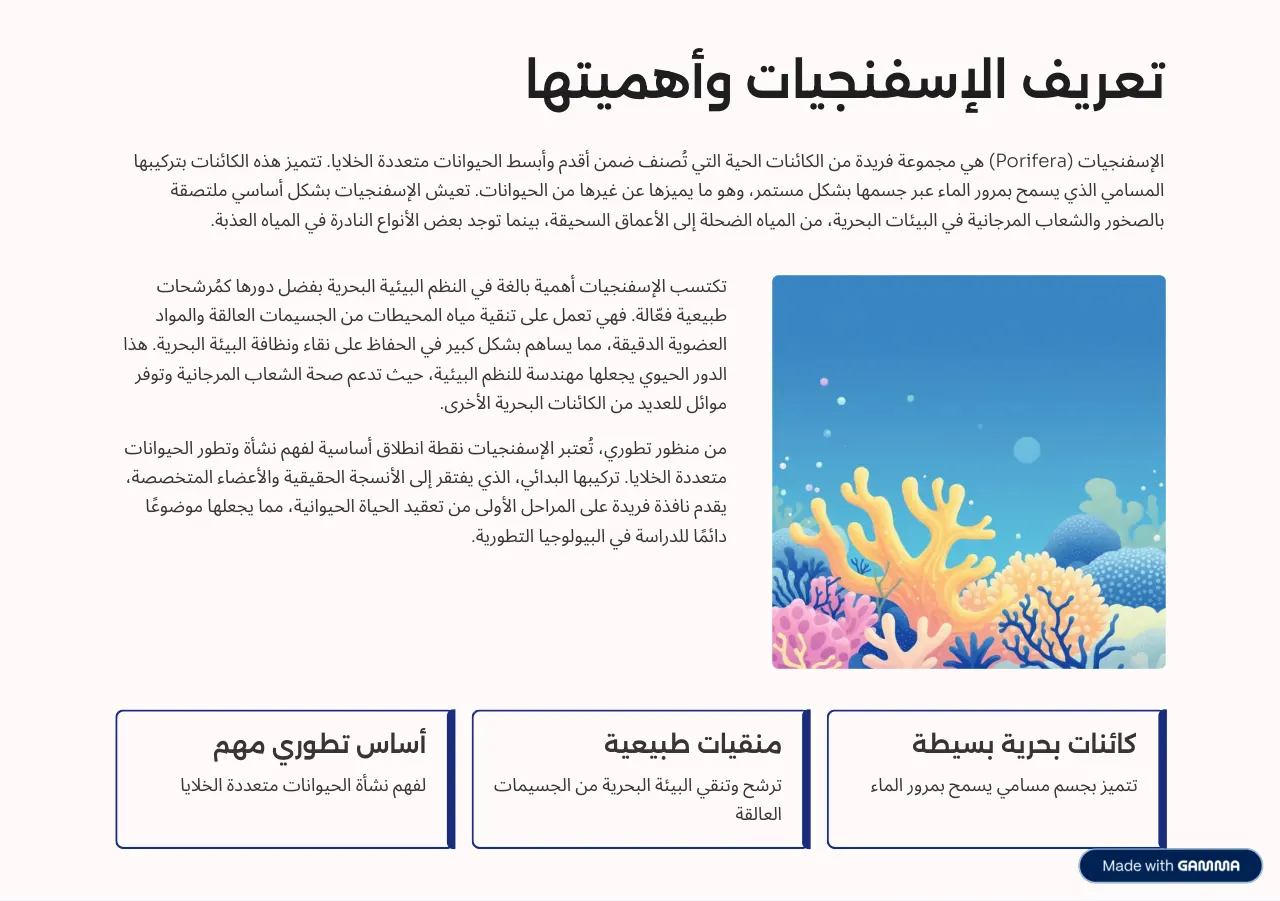 تعريف الإسفنجيات وأهميتها
الإسفنجيات (Porifera) هي مجموعة فريدة من الكائنات الحية التي تُصنف ضمن أقدم وأبسط الحيوانات متعددة الخلايا. تتميز هذه الكائنات بتركيبها
المسامي الذي يسمح بمرور الماء عبر جسمها بشكل مستمر، وهو ما يميزها عن غيرها من الحيوانات. تعيش الإسفنجيات بشكل أساسي ملتصقة
بالصخور والشعاب المرجانية في البيئات البحرية، من المياه الضحلة إلى الأعماق السحيقة، بينما توجد بعض الأنواع النادرة في المياه العذبة.
تكتسب الإسفنجيات أهمية بالغة في النظم البيئية البحرية بفضل دورها كمُرشحات
طبيعية فعّالة. فهي تعمل على تنقية مياه المحيطات من الجسيمات العالقة والمواد
العضوية الدقيقة، مما يساهم بشكل كبير في الحفاظ على نقاء ونظافة البيئة البحرية. هذا
الدور الحيوي يجعلها مهندسة للنظم البيئية، حيث تدعم صحة الشعاب المرجانية وتوفر
موائل للعديد من الكائنات البحرية الأخرى.
من منظور تطوري، تُعتبر الإسفنجيات نقطة انطلاق أساسية لفهم نشأة وتطور الحيوانات
متعددة الخلايا. تركيبها البدائي، الذي يفتقر إلى الأنسجة الحقيقية والأعضاء المتخصصة،
يقدم نافذة فريدة على المراحل الأولى من تعقيد الحياة الحيوانية، مما يجعلها موضوعًا
دائمًا للدراسة في البيولوجيا التطورية.
كائنات بحرية بسيطة
تتميز بجسم مسامي يسمح بمرور الماء
منقيات طبيعية
ترشح وتنقي البيئة البحرية من الجسيمات
العالقة
أساس تطوري مهم
لفهم نشأة الحيوانات متعددة الخلايا
Made with GAMMA